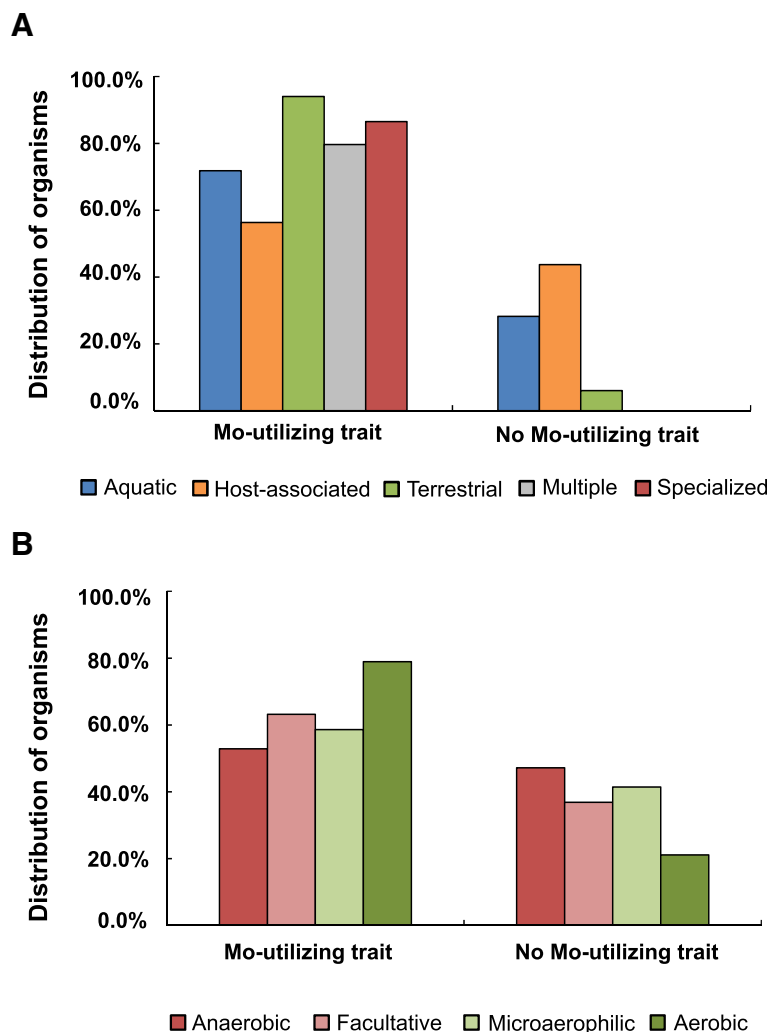 A
Distribution of organisms
100.0%
80.0%
60.0%
40.0%
20.0%
0.0%
Mo-utilizing trait No Mo-utilizing trait
Aquatic Host-associated Terrestrial Multiple Specialized
B
Distribution of organisms
100.0%
80.0%
60.0%
40.0%
20.0%
0.0%
Mo-utilizing trait No Mo-utilizing trait
Anaerobic Facultative Microaerophilic Aerobic